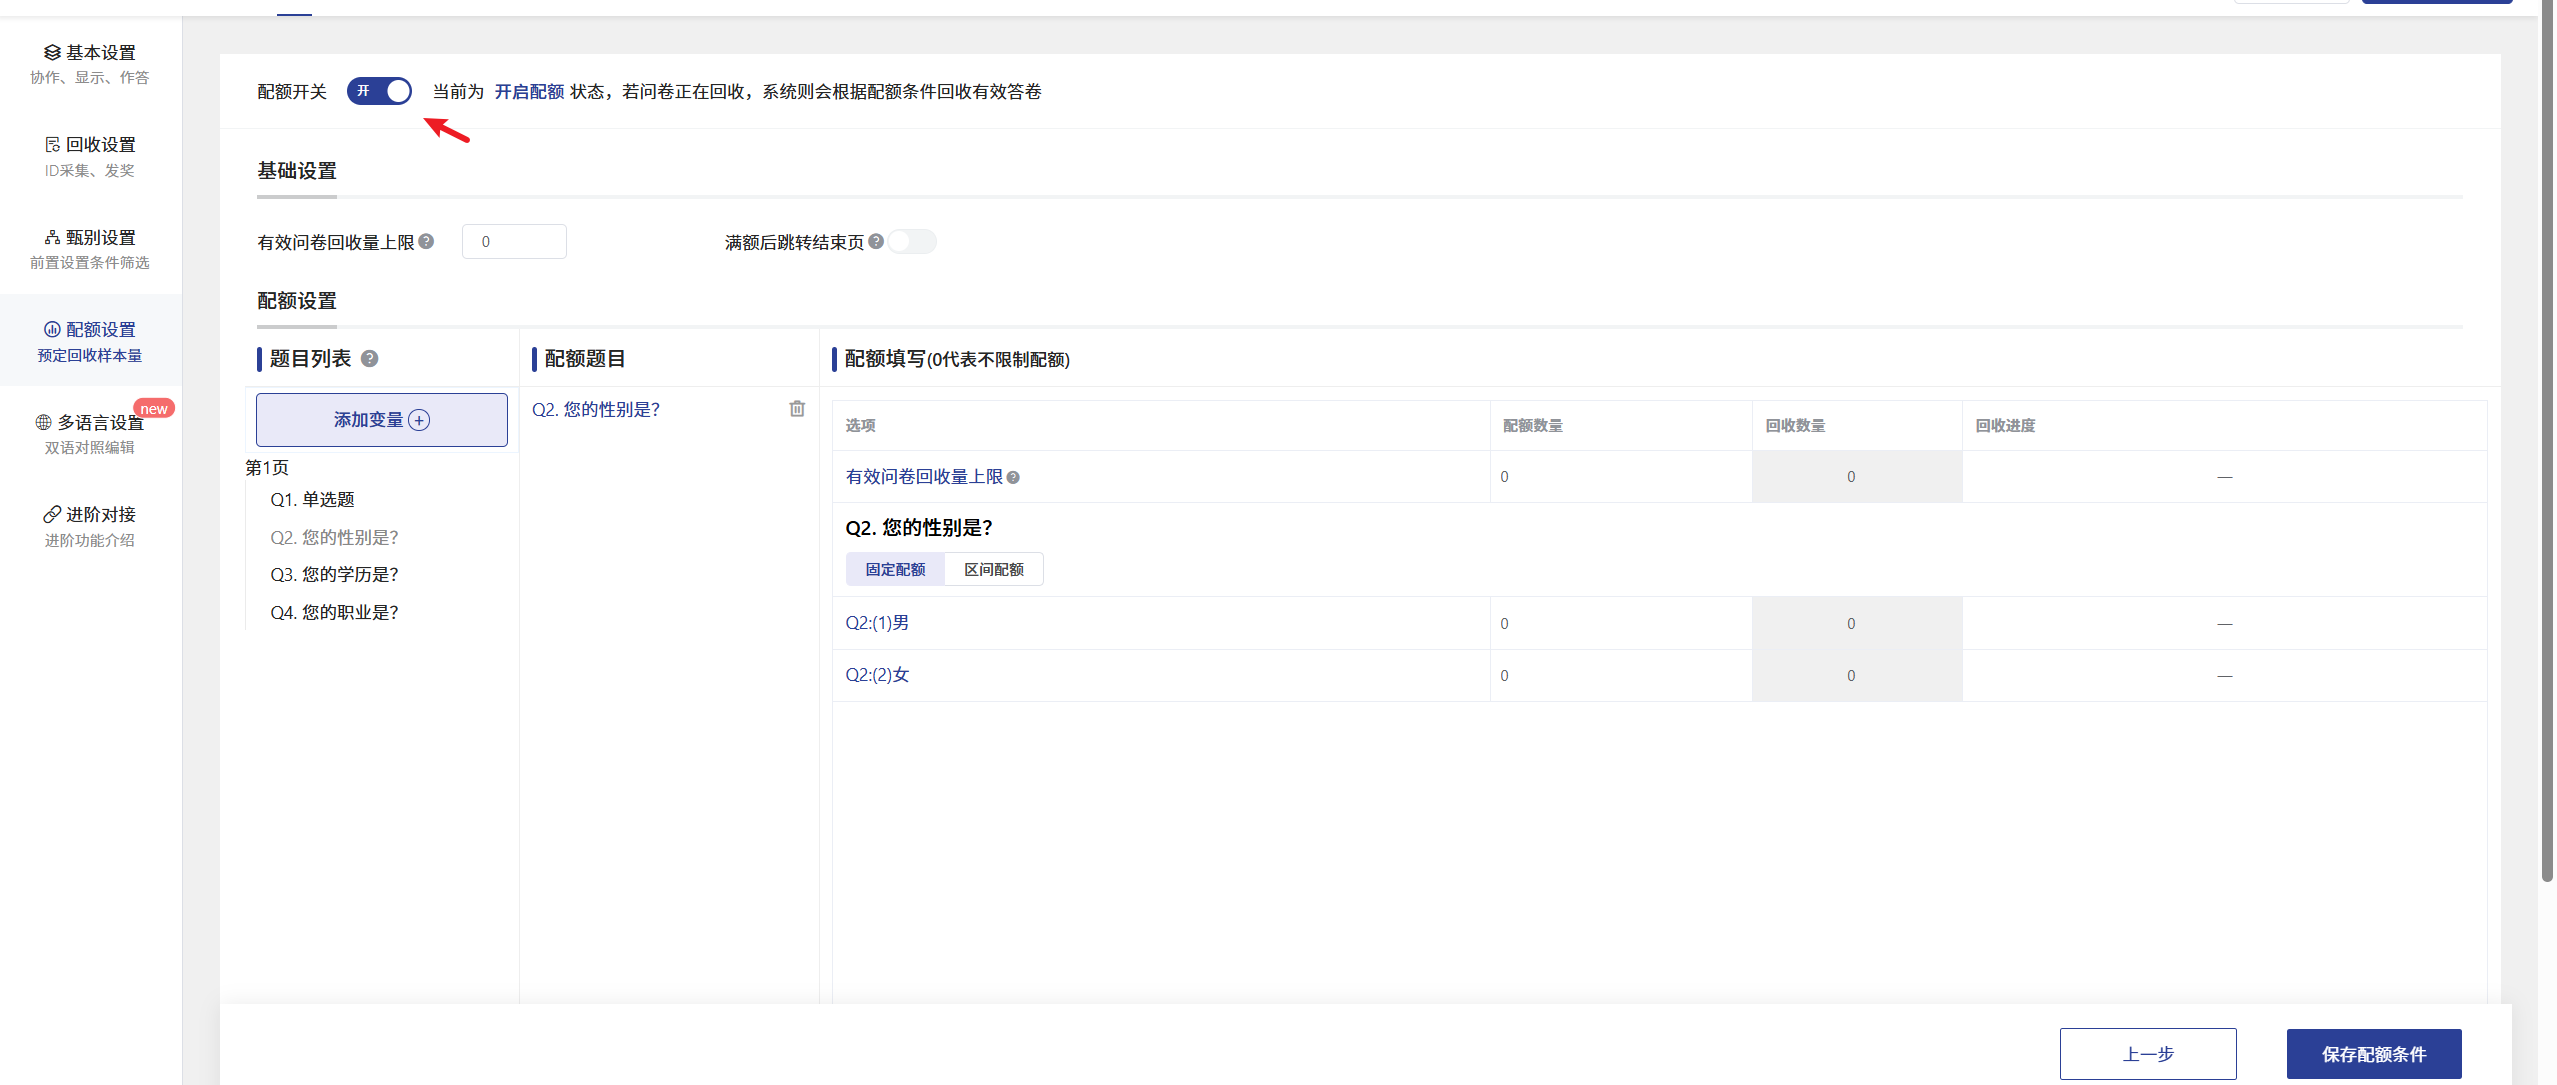 基本设置
协作、显示、作答
回收设置
ID采集、发奖
甄别设置
前置设置条件筛选
配额设置
预定回收样本量
new
多语言设置
双语对照编辑
进阶对接
进阶功能介绍
配额开关 开 当前为 开启配额 状态，若问卷正在回收，系统则会根据配额条件回收有效答卷
基础设置
有效问卷回收量上限 ? 0 满额后跳转结束页 ?
配额设置
题目列表 ? 配额题目 配额填写(0代表不限制配额)
添加变量 +
第1页
Q1. 单选题
Q2. 您的性别是?
Q3. 您的学历是?
Q4. 您的职业是?
Q2. 您的性别是?
选项 配额数量 回收数量 回收进度
有效问卷回收量上限 ? 0 0 —
Q2. 您的性别是?
固定配额 区间配额
Q2:(1)男 0 0 —
Q2:(2)女 0 0 —
上一步 保存配额条件